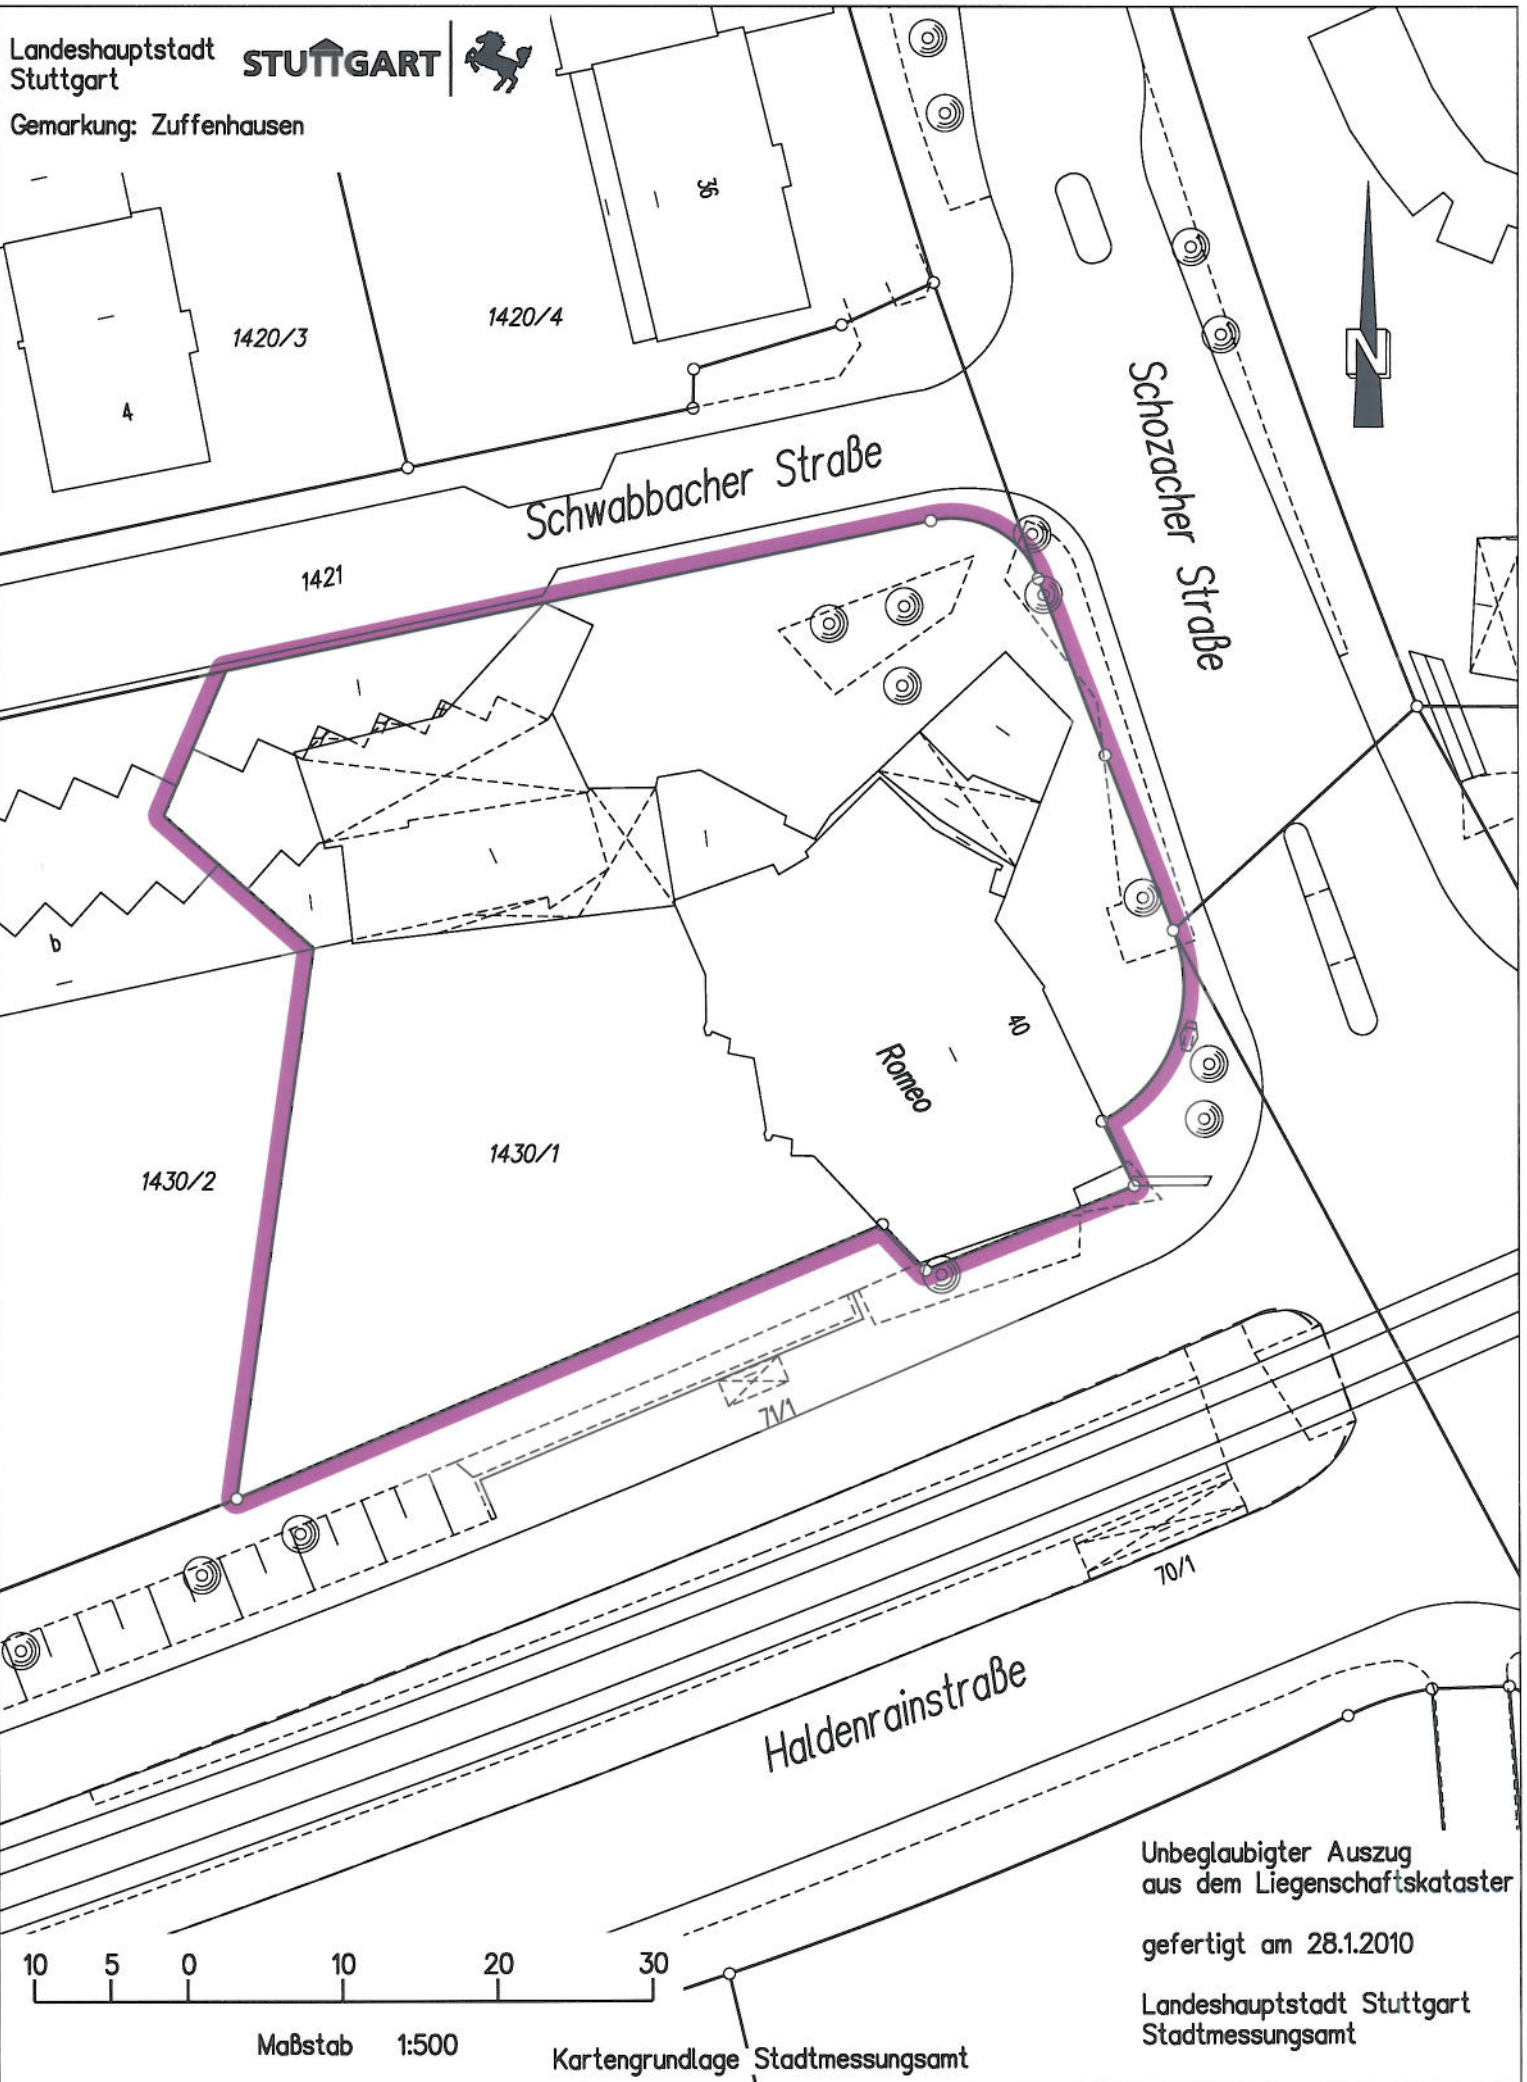 Landeshauptstadt
Stuttgart
STUTTGART
Gemarkung: Zuffenhausen
36
1420/3
1420/4
4
N
Schozacher Straße
Schwabbacher Straße
1421
b
40
Romeo
1430/1
1430/2
71/1
70/1
Haldenrainstraße
Unbeglaubigter Auszug
aus dem Liegenschaftskataster
gefertigt am 28.1.2010
Landeshauptstadt Stuttgart
Stadtmessungsamt
10 5 0 10 20 30
Maßstab 1:500
Kartengrundlage Stadtmessungsamt